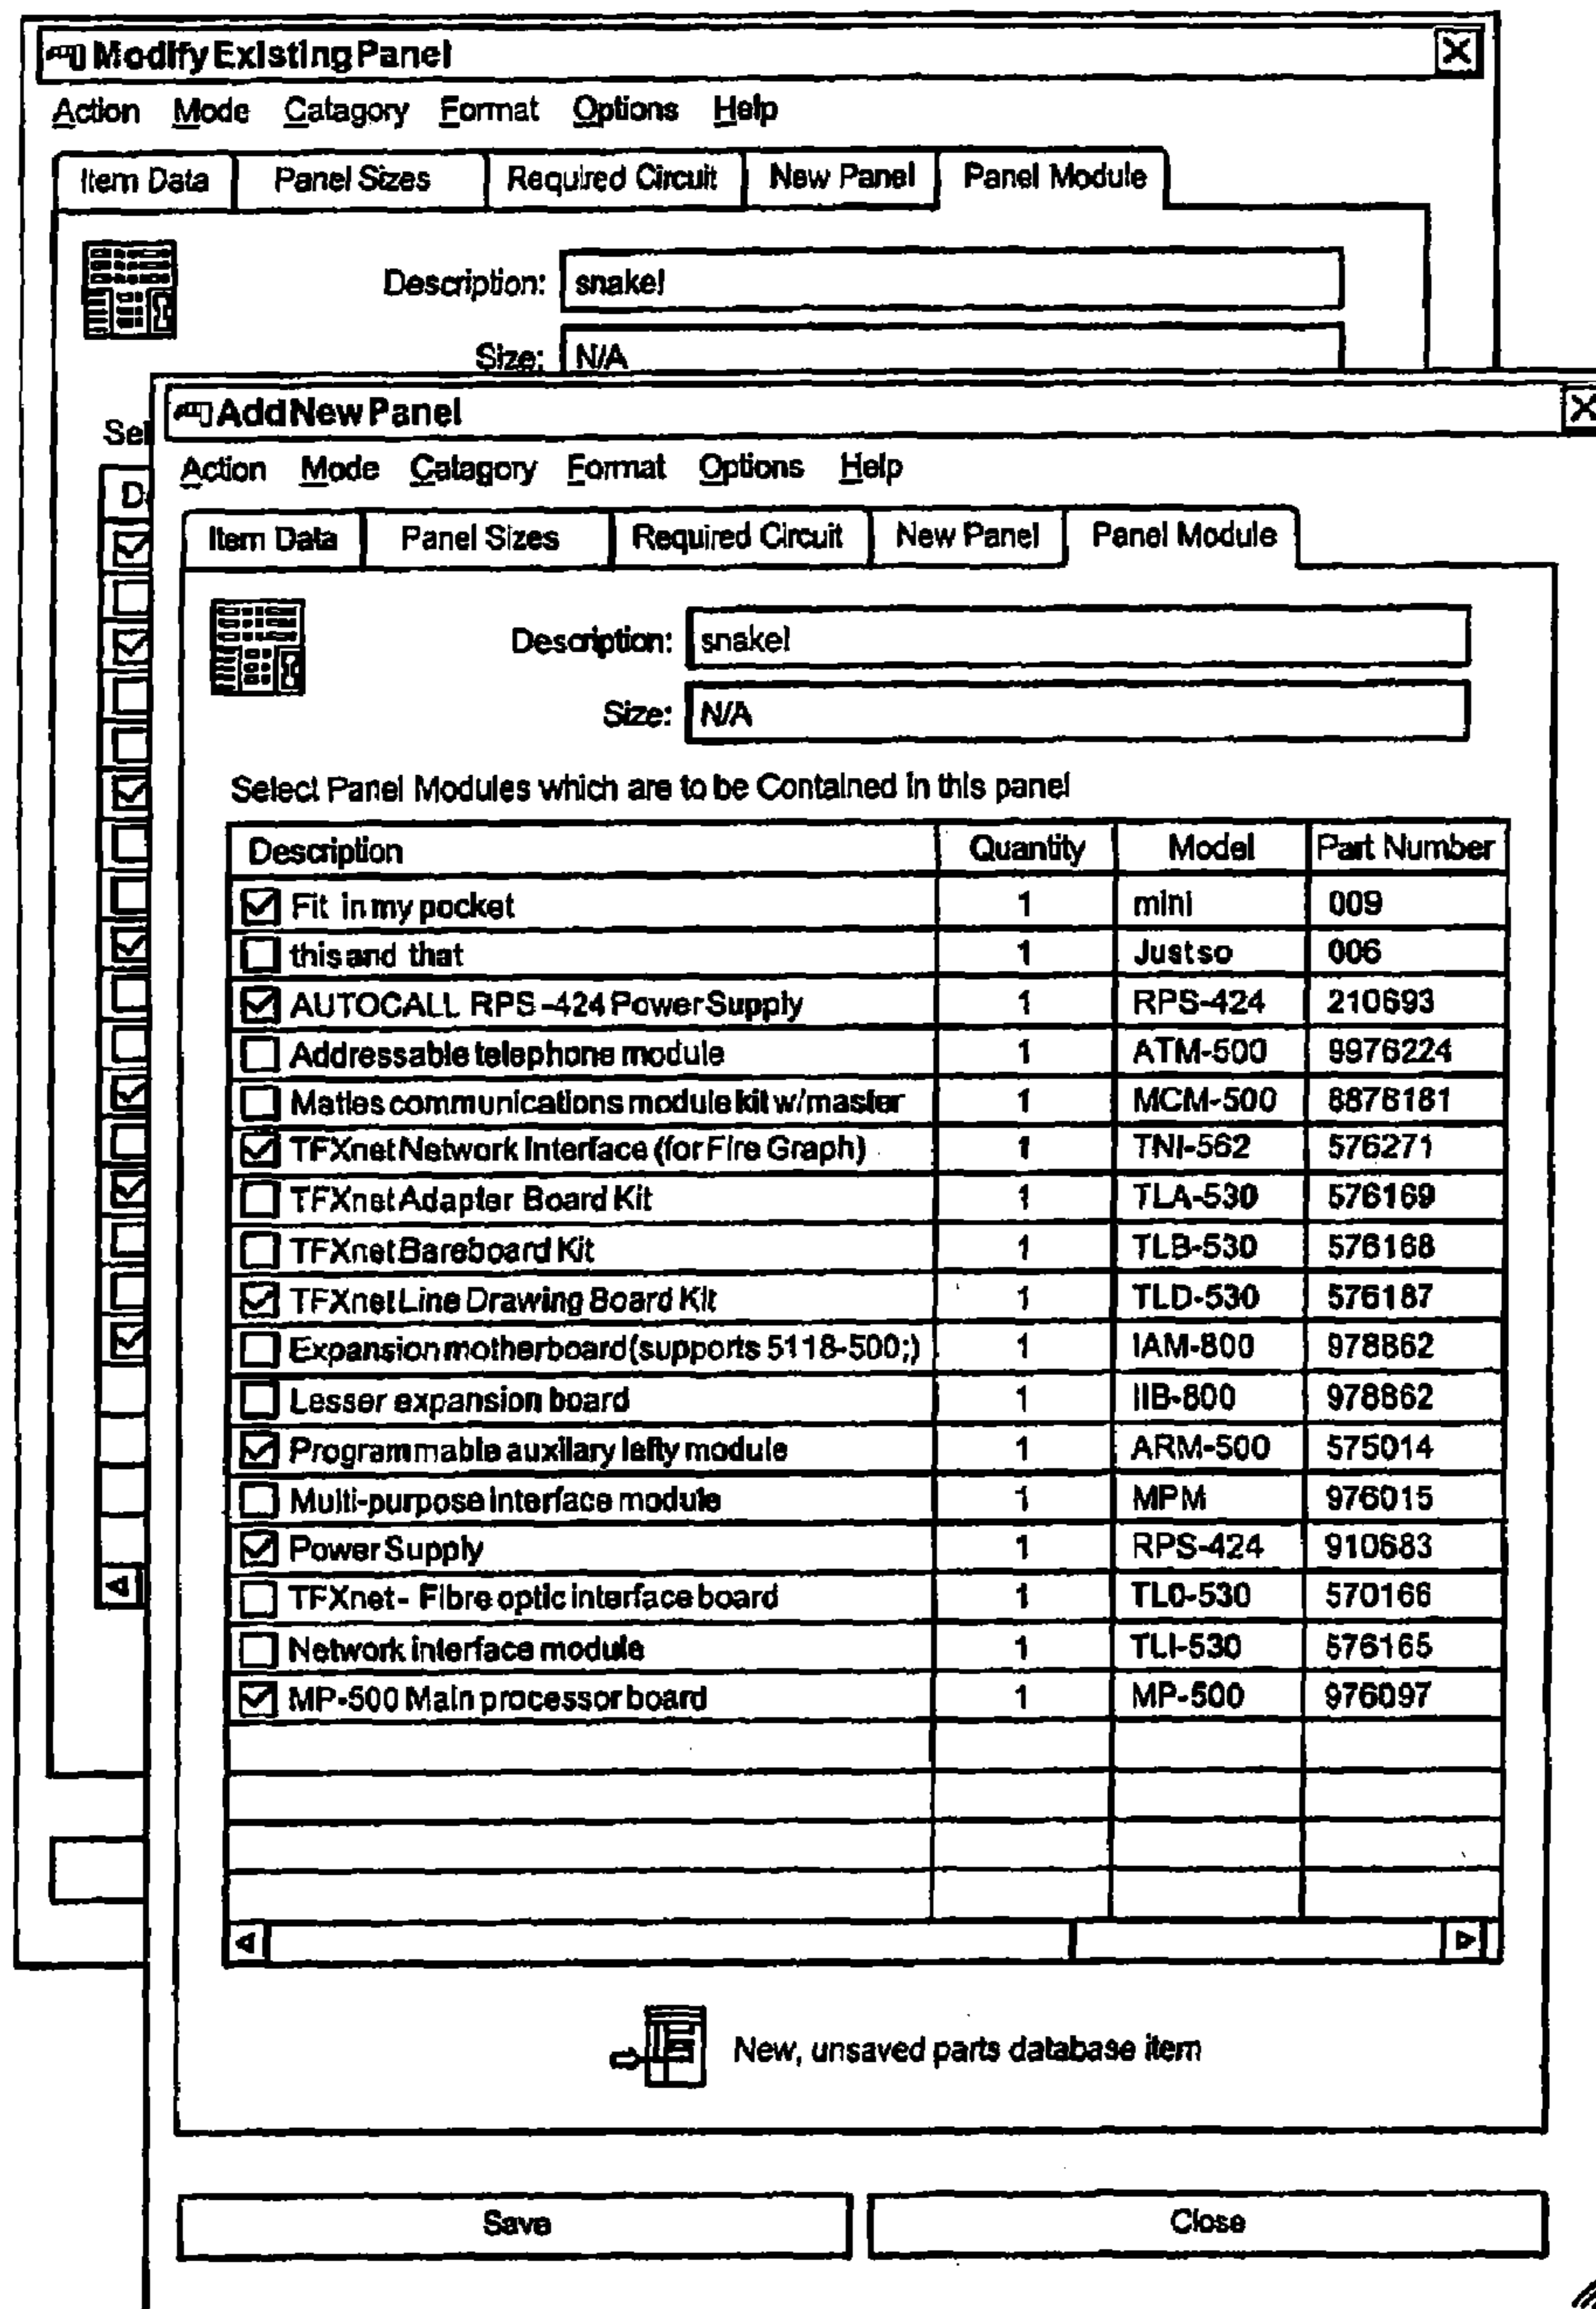 Modify Existing Panel
Action Mode Catagory Format Options Help
Item Data Panel Sizes Required Circuit New Panel Panel Module
Description: snakel
Size: N/A
Sel
D
Add New Panel
Action Mode Catagory Format Options Help
Item Data Panel Sizes Required Circuit New Panel Panel Module
Description: snakel
Size: N/A
Select Panel Modules which are to be Contained in this panel
Description Quantity Model Part Number
Fit in my pocket 1 mini 009
this and that 1 Just so 006
AUTOCALL RPS-424 Power Supply 1 RPS-424 210693
Addressable telephone module 1 ATM-500 9976224
Matles communications module kit w/master 1 MCM-500 8878181
TFXnet Network Interface (for Fire Graph) 1 TNI-562 576271
TFXnet Adapter Board Kit 1 TLA-530 576169
TFXnet Bareboard Kit 1 TLB-530 576168
TFXnet Line Drawing Board Kit 1 TLD-530 576187
Expansion motherboard (supports 5118-500;) 1 IAM-800 978862
Lesser expansion board 1 IIB-800 978862
Programmable auxilary lefty module 1 ARM-500 575014
Multi-purpose interface module 1 MPM 976015
Power Supply 1 RPS-424 910683
TFXnet - Fibre optic interface board 1 TL0-530 570166
Network interface module 1 TLI-530 576165
MP-500 Main processor board 1 MP-500 976097
New, unsaved parts database item
Save Close